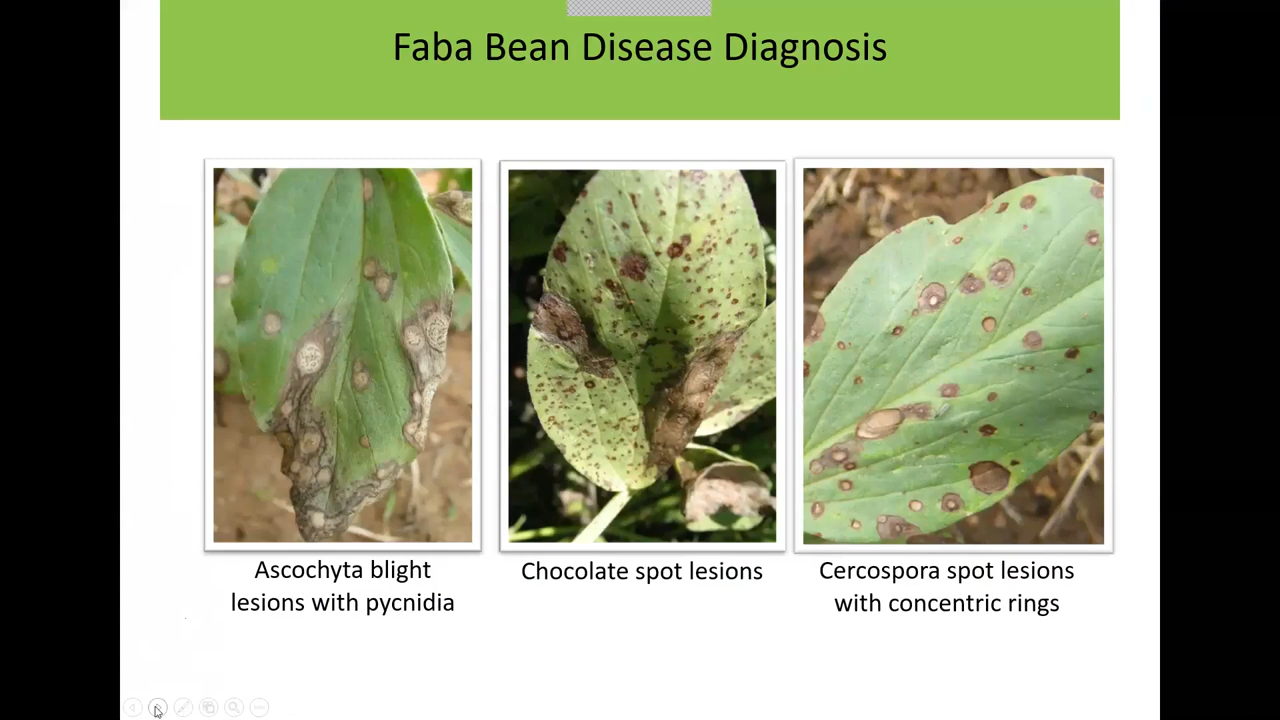 Faba Bean Disease Diagnosis
Ascochyta blight
lesions with pycnidia
Chocolate spot lesions
Cercospora spot lesions
with concentric rings